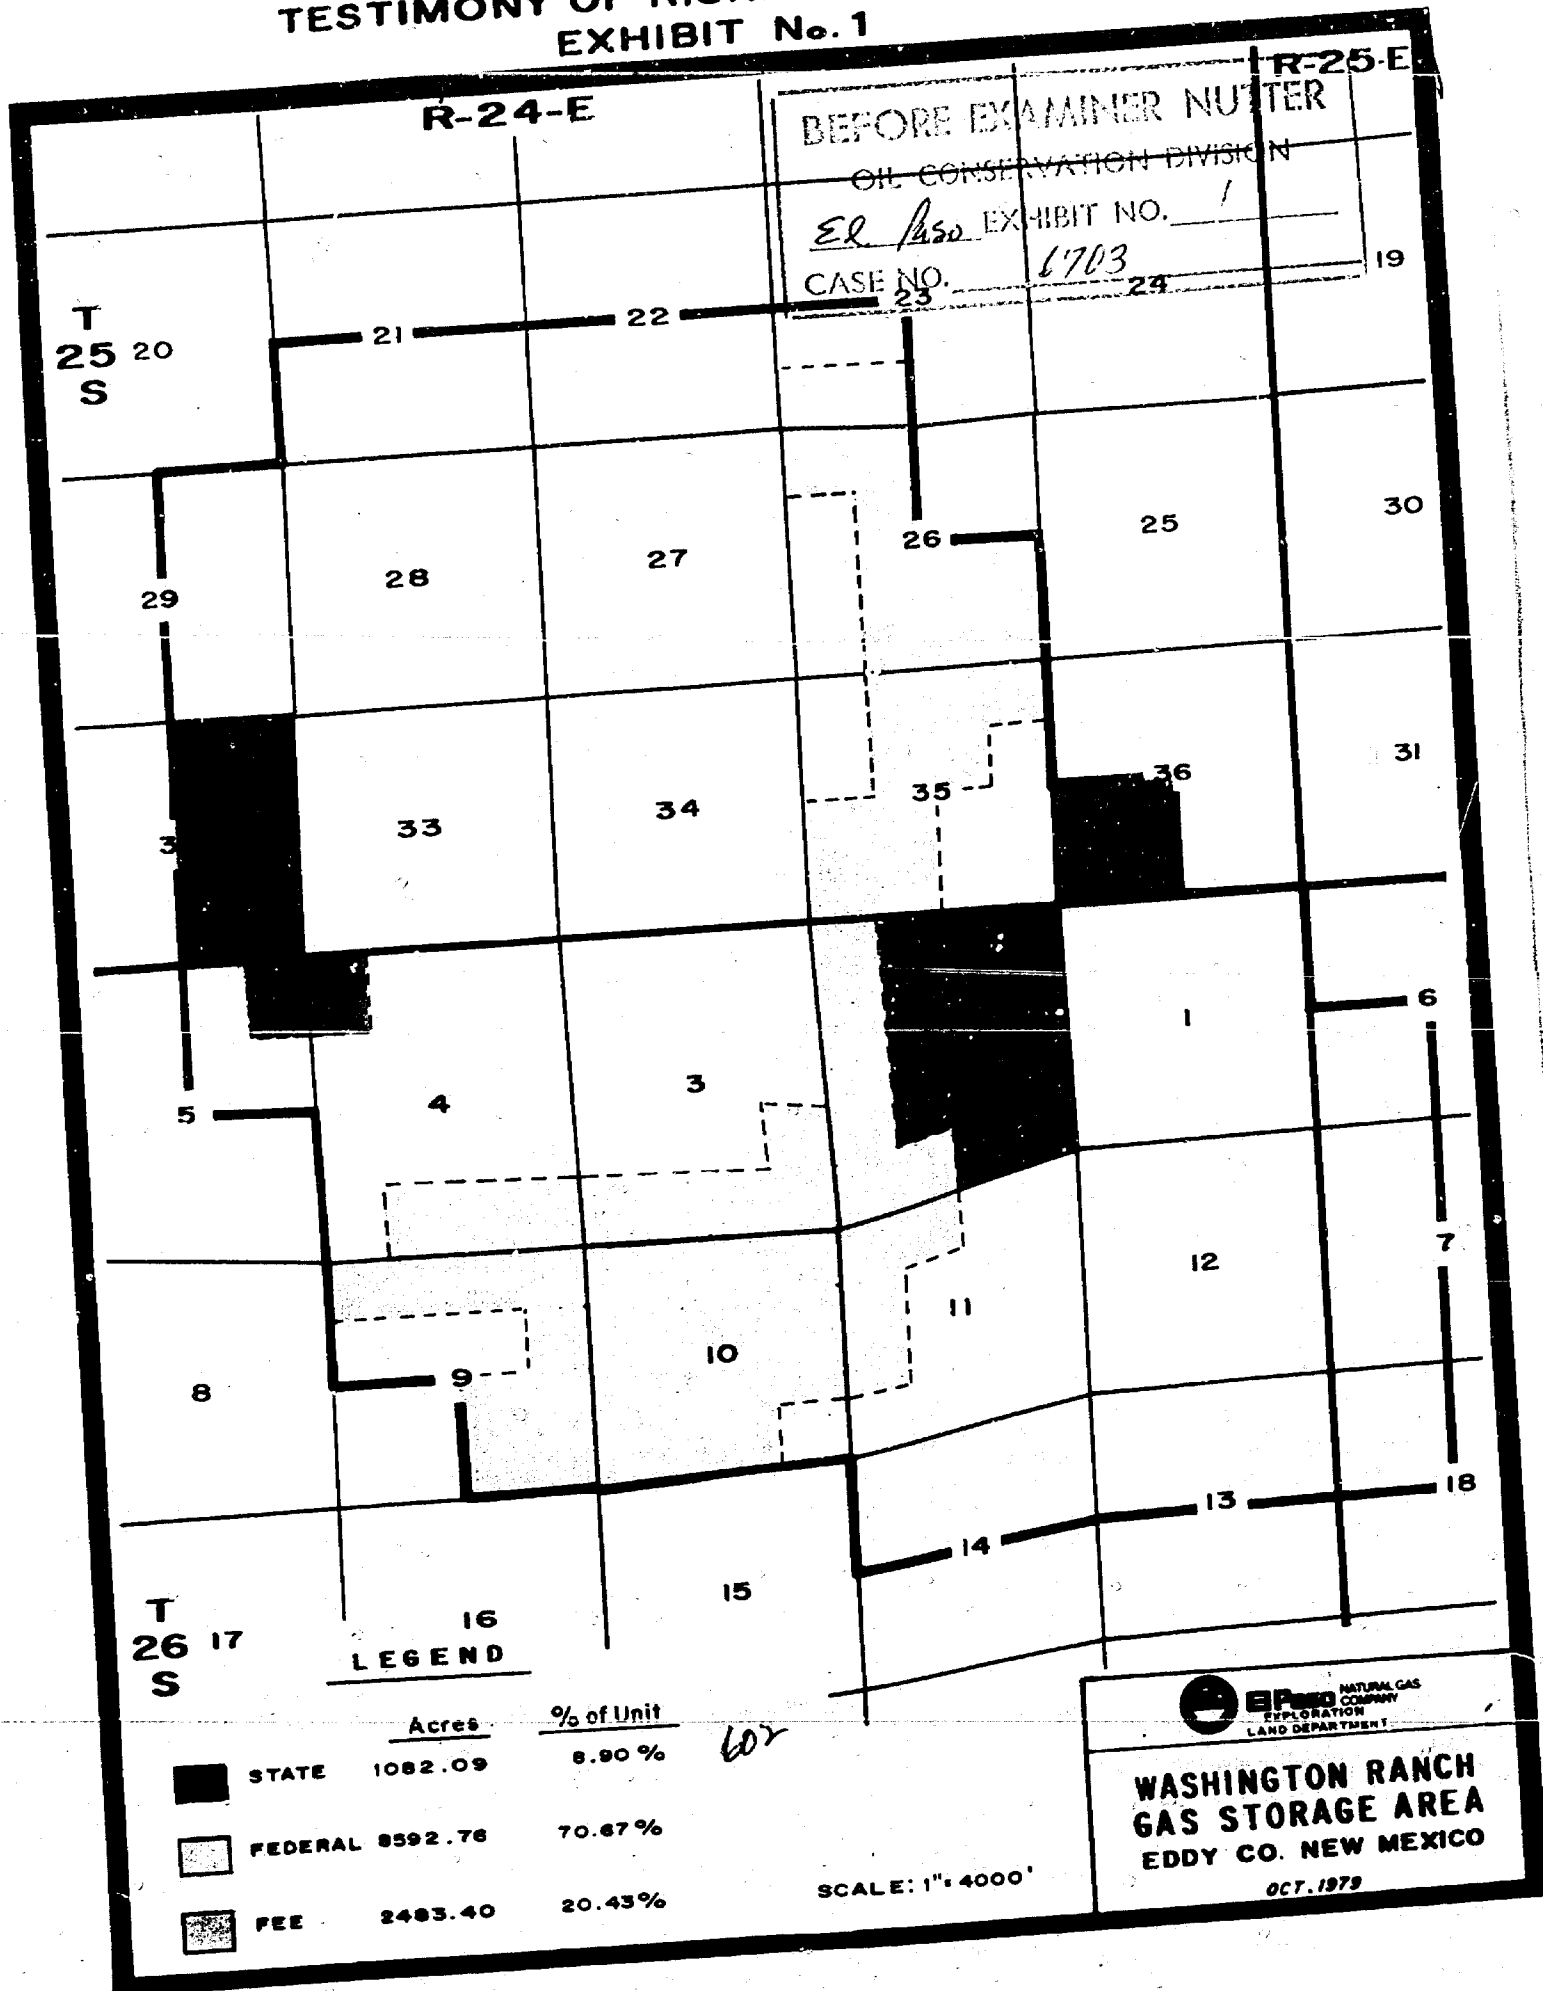 TESTIMONY OF
EXHIBIT No. 1
R-24-E
R-25-E
BEFORE EXAMINER NUTTER
OIL CONSERVATION DIVISION
El Paso EXHIBIT NO. 1
CASE NO. 6703
19
23
24
T
25
S
20
21
22
29
28
27
26
25
30
3
33
34
35
36
31
5
4
3
1
6
8
9
10
11
12
7
T
26
S
17
16
15
14
13
18
LEGEND
Acres
% of Unit
602
STATE 1082.09 8.90%
FEDERAL 8592.76 70.67%
FEE 2483.40 20.43%
SCALE: 1"=4000'
El Paso NATURAL GAS
COMPANY
EXPLORATION
LAND DEPARTMENT
WASHINGTON RANCH
GAS STORAGE AREA
EDDY CO. NEW MEXICO
OCT. 1979